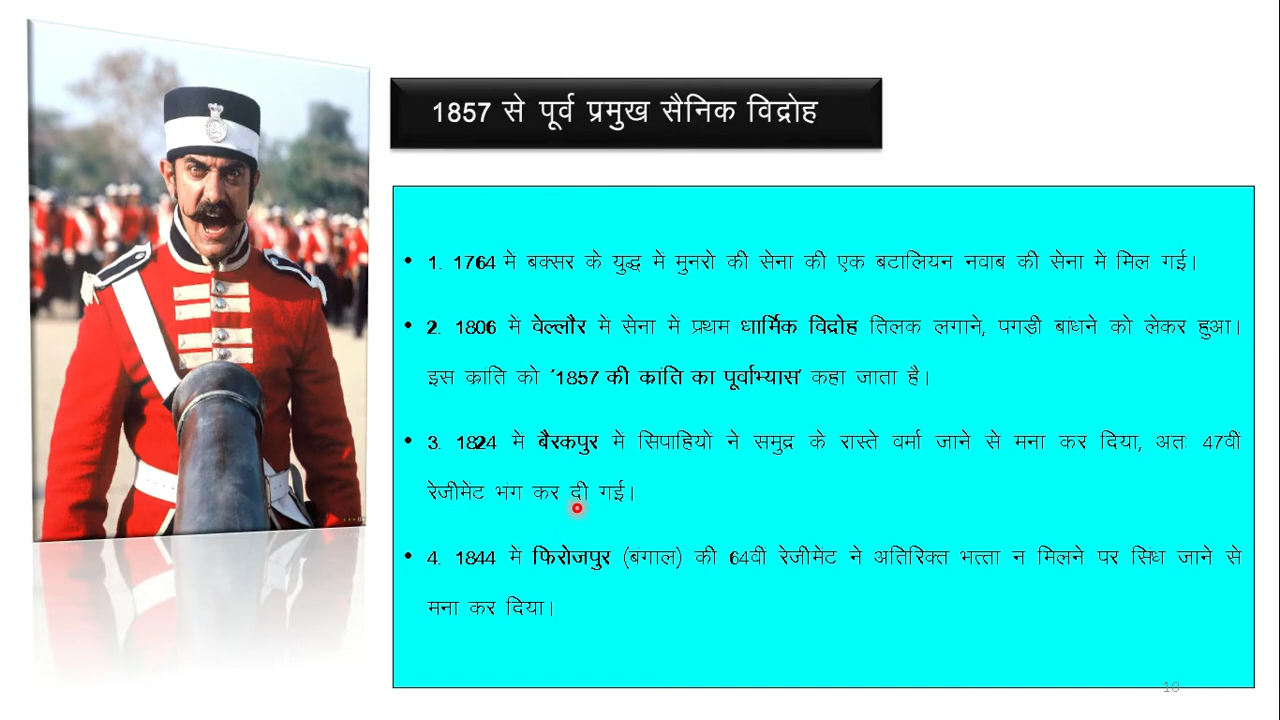 1857 से पूर्व प्रमुख सैनिक विद्रोह
• 1. 1764 में बक्सर के युद्ध में मुनरो की सेना की एक बटालियन नवाब की सेना में मिल गई।
• 2. 1806 में वेल्लौर में सेना में प्रथम धार्मिक विद्रोह तिलक लगाने, पगड़ी बांधने को लेकर हुआ।
इस क्रांति को '1857 की क्रांति का पूर्वाभ्यास' कहा जाता है।
• 3. 1824 में बैरकपुर में सिपाहियों ने समुद्र के रास्ते वर्मा जाने से मना कर दिया, अतः 47वीं
रेजीमेंट भंग कर दी गई।
• 4. 1844 में फिरोजपुर (बंगाल) की 64वीं रेजीमेंट ने अतिरिक्त भत्ता न मिलने पर सिंध जाने से
मना कर दिया।
10